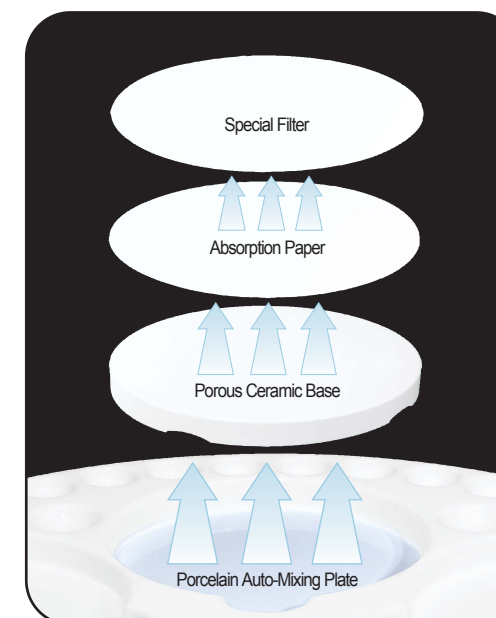 Special Filter
Absorption Paper
Porous Ceramic Base
Porcelain Auto-Mixing Plate